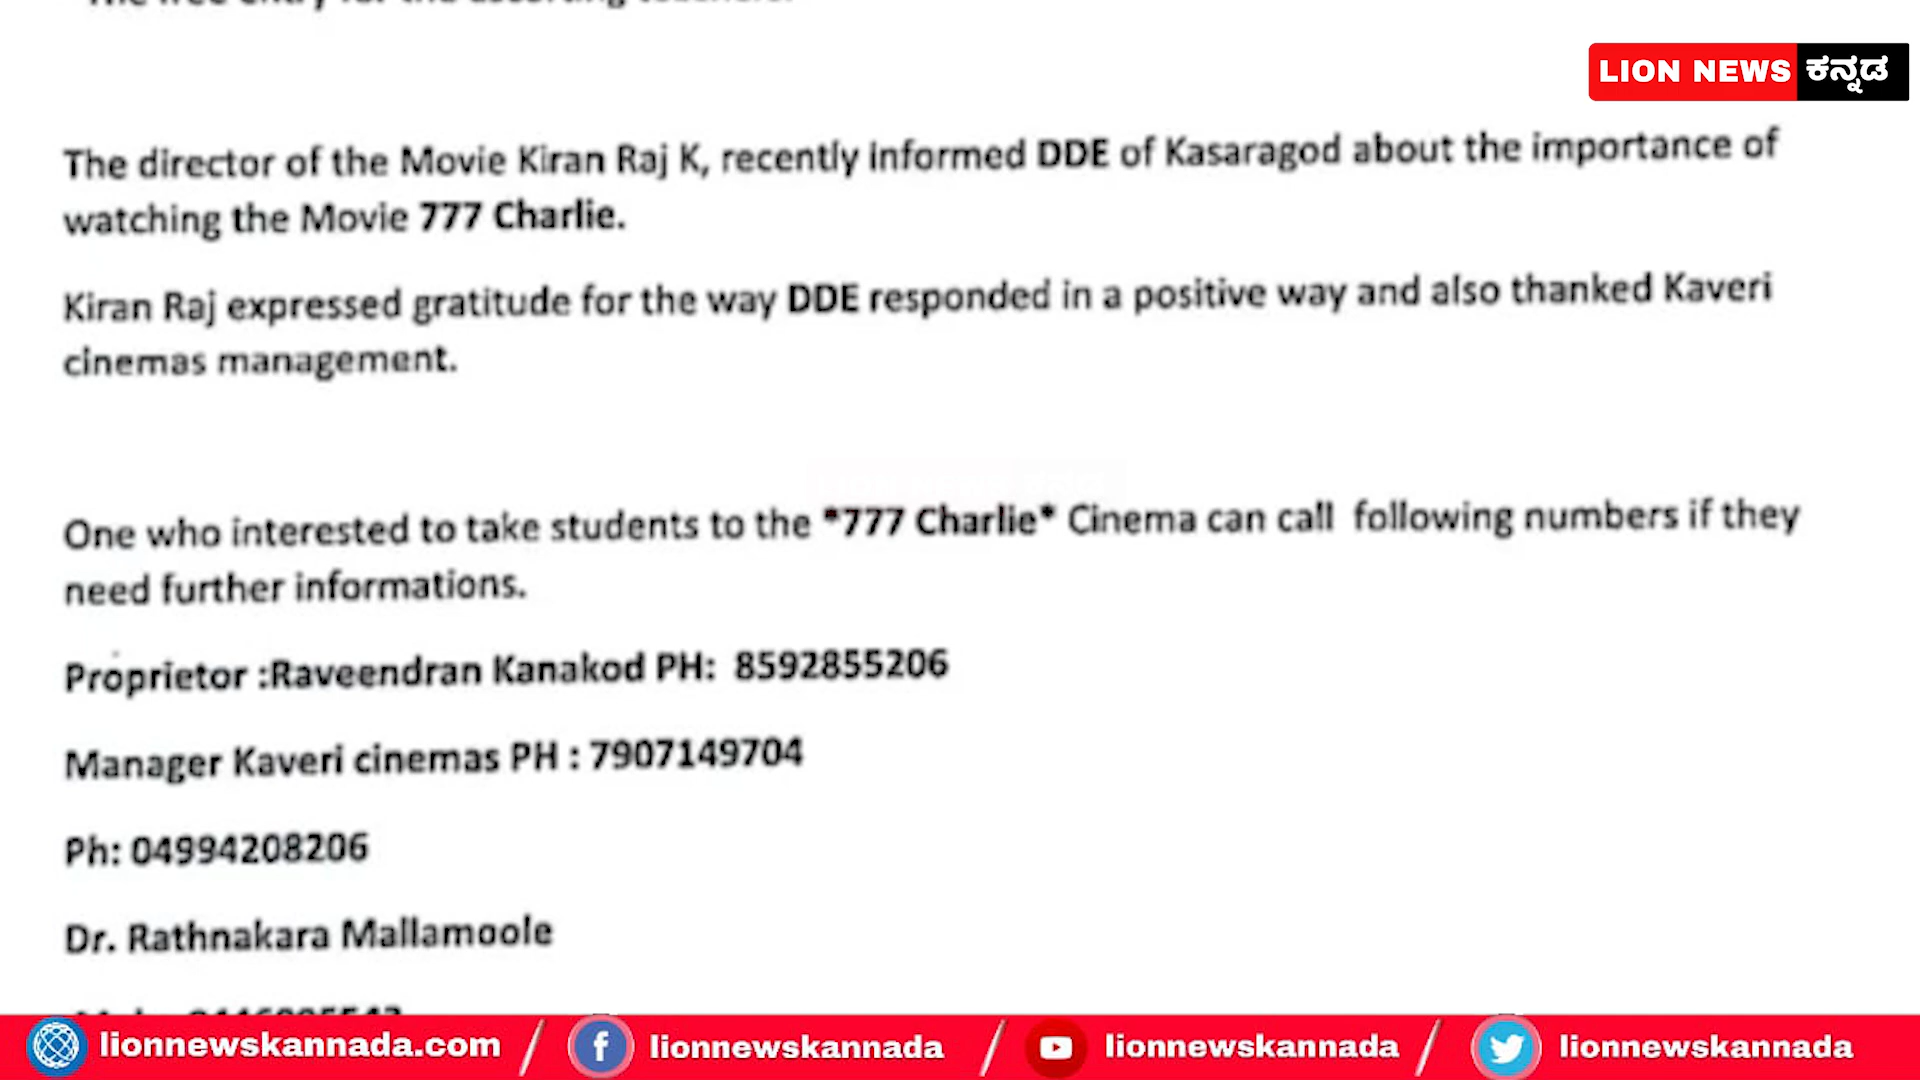 LION NEWS ಕನ್ನಡ
The director of the Movie Kiran Raj K, recently informed DDE of Kasaragod about the importance of
watching the Movie 777 Charlie.
Kiran Raj expressed gratitude for the way DDE responded in a positive way and also thanked Kaveri
cinemas management.
One who interested to take students to the *777 Charlie* Cinema can call following numbers if they
need further informations.
Proprietor :Raveendran Kanakod PH: 8592855206
Manager Kaveri cinemas PH : 7907149704
Ph: 04994208206
Dr. Rathnakara Mallamoole
lionnewskannada.com / lionnewskannada / lionnewskannada / lionnewskannada